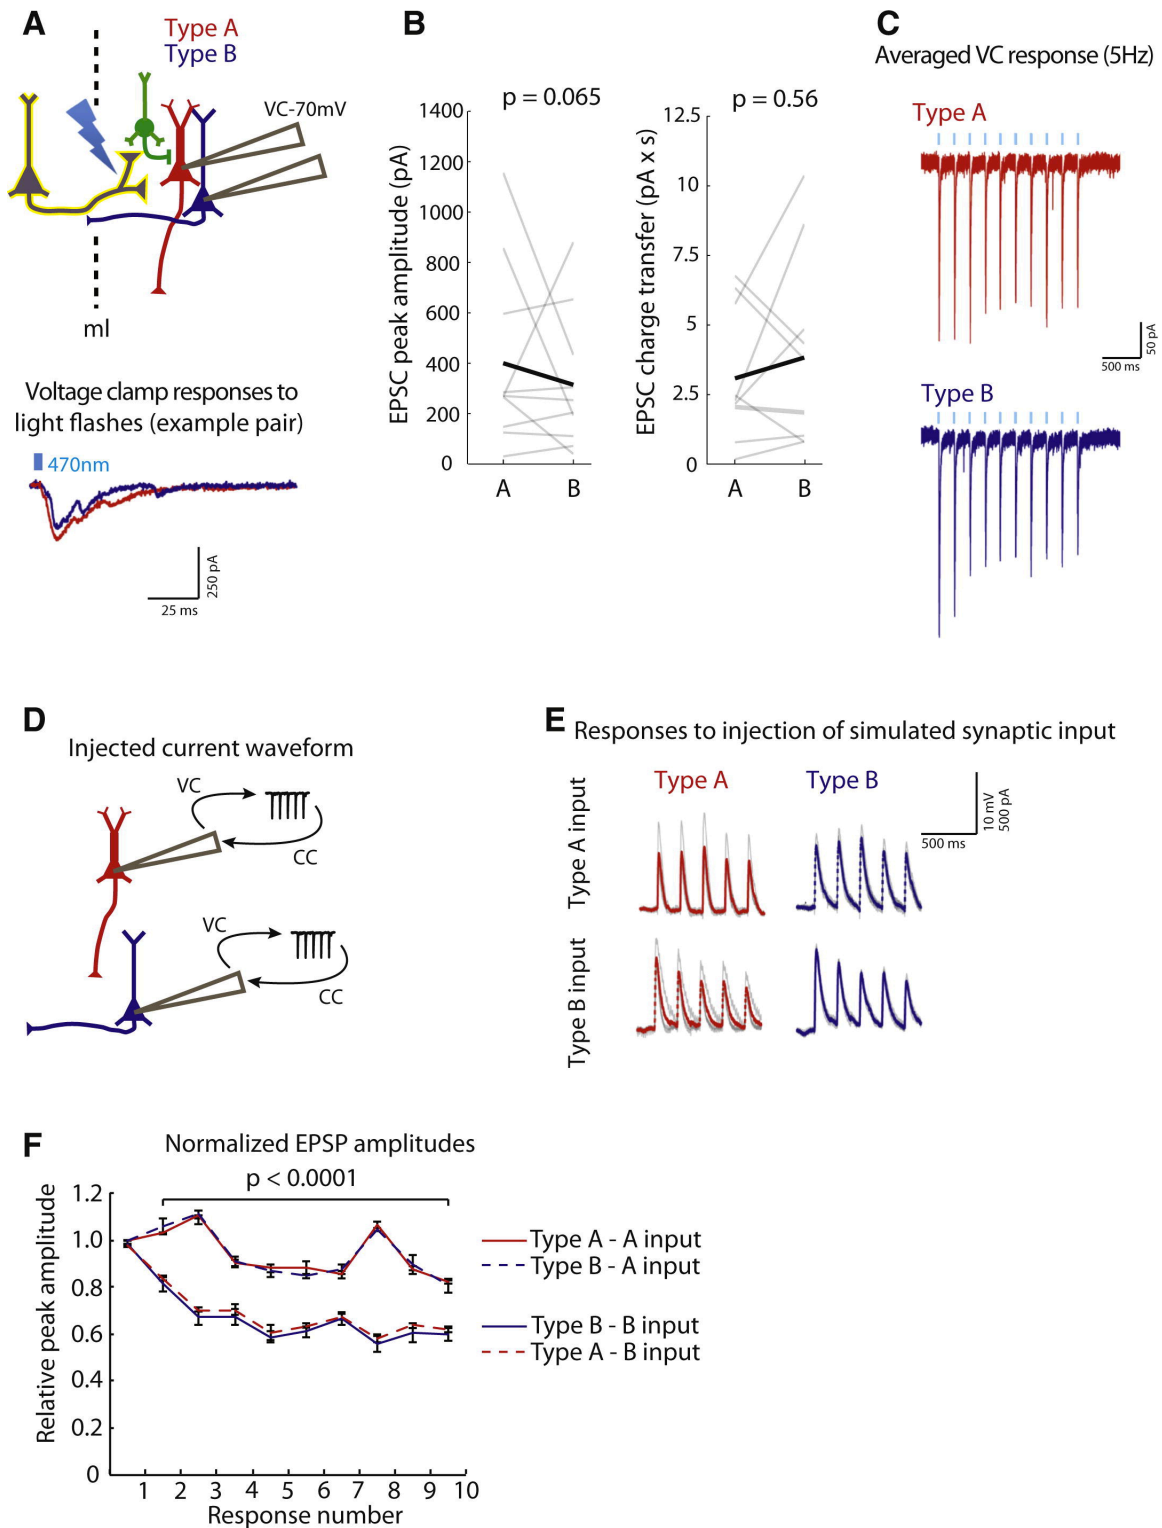 A
Type A
Type B
VC-70mV
ml
Voltage clamp responses to
light flashes (example pair)
470nm
250 pA
25 ms
B
p = 0.065
EPSC peak amplitude (pA)
1400
1200
1000
800
600
400
200
0
A
B
p = 0.56
EPSC charge transfer (pA x s)
12.5
10
7.5
5
2.5
0
A
B
C
Averaged VC response (5Hz)
Type A
50 pA
500 ms
Type B
D
Injected current waveform
VC
CC
VC
CC
E
Responses to injection of simulated synaptic input
Type A
Type B
10 mV
500 pA
500 ms
Type A input
Type B input
F
Normalized EPSP amplitudes
p < 0.0001
Relative peak amplitude
1.2
1.0
0.8
0.6
0.4
0.2
0
1 2 3 4 5 6 7 8 9 10
Response number
Type A - A input
Type B - A input
Type B - B input
Type A - B input